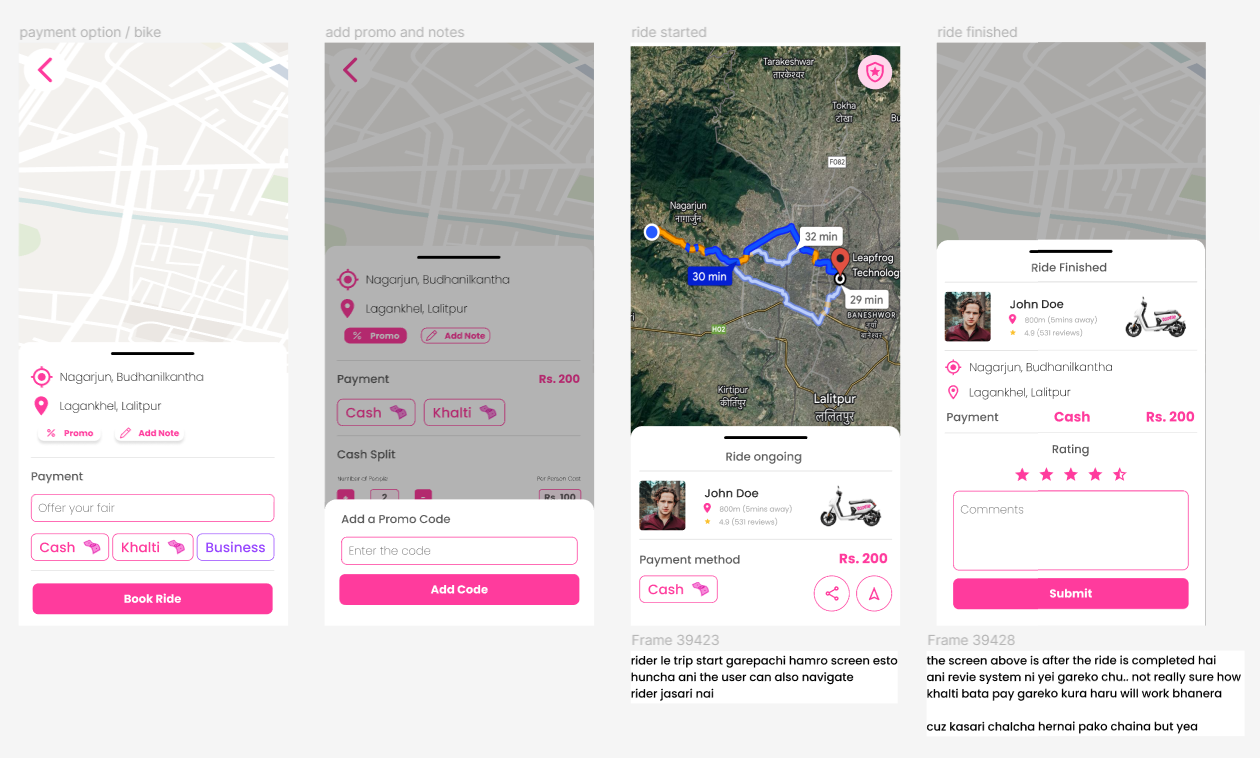 payment option / bike
Nagarjun, Budhanilkantha
Lagankhel, Lalitpur
Promo
Add Note
Payment
Offer your fair
Cash
Khalti
Business
Book Ride
add promo and notes
Nagarjun, Budhanilkantha
Lagankhel, Lalitpur
Promo
Add Note
Payment
Rs. 200
Cash
Khalti
Cash Split
Number of People
Per Person Cost
2
Rs. 100
Add a Promo Code
Enter the code
Add Code
ride started
Tarakeshwar
तारकेश्वर
Tokha
टोखा
Bu
F082
Nagarjun
नागार्जुन
32 min
30 min
Leapfrog
Technolog
29 min
BANESHWOR
नयाँ
बानेश्वर
ri
H02
Kirtipur
कीर्तिपुर
Lalitpur
ललितपुर
Ride ongoing
John Doe
800m (5mins away)
4.9 (531 reviews)
Payment method
Rs. 200
Cash
Frame 39423
rider le trip start garepachi hamro screen esto
huncha ani the user can also navigate
rider jasari nai
ride finished
Ride Finished
John Doe
800m (5mins away)
4.9 (531 reviews)
Nagarjun, Budhanilkantha
Lagankhel, Lalitpur
Payment
Cash
Rs. 200
Rating
Comments
Submit
Frame 39428
the screen above is after the ride is completed hai
ani revie system ni yei gareko chu.. not really sure how
khalti bata pay gareko kura haru will work bhanera
cuz kasari chalcha hernai pako chaina but yea